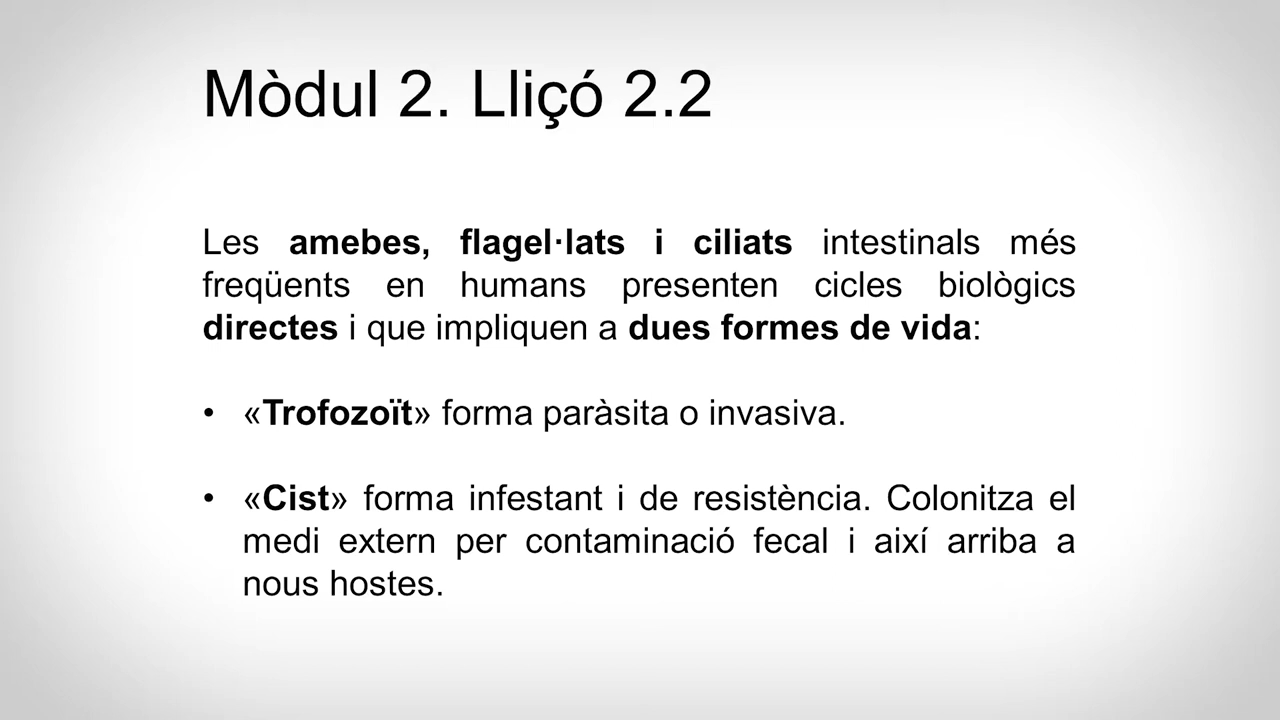 Mòdul 2. Lliçó 2.2
Les amebes, flagel·lats i ciliats intestinals més
freqüents en humans presenten cicles biològics
directes i que impliquen a dues formes de vida:
• «Trofozoït» forma paràsita o invasiva.
• «Cist» forma infestant i de resistència. Colonitza el
medi extern per contaminació fecal i així arriba a
nous hostes.